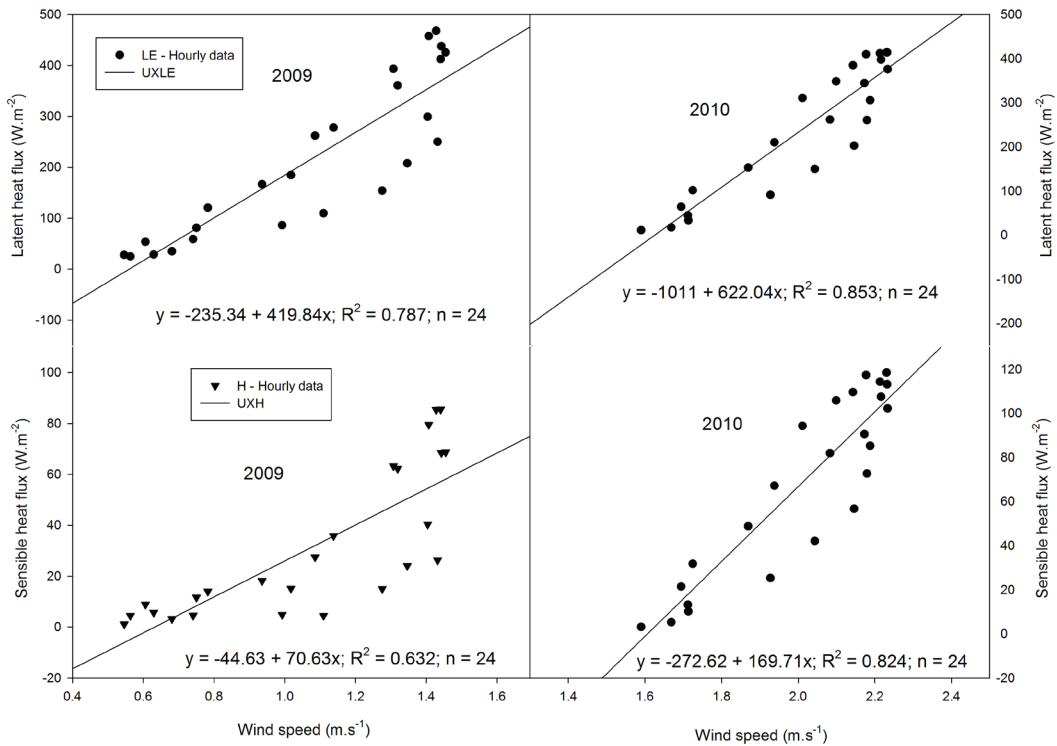 500
400
300
200
100
0
-100
Latent heat flux (W.m-2)
LE - Hourly data
UXLE
2009
y = -235.34 + 419.84x; R2 = 0.787; n = 24
2010
y = -1011 + 622.04x; R2 = 0.853; n = 24
500
400
300
200
100
0
-100
-200
Latent heat flux (W.m-2)
100
80
60
40
20
0
-20
Sensible heat flux (W.m-2)
H - Hourly data
UXH
2009
y = -44.63 + 70.63x; R2 = 0.632; n = 24
2010
y = -272.62 + 169.71x; R2 = 0.824; n = 24
120
100
80
60
40
20
0
-20
Sensible heat flux (W.m-2)
0.4 0.6 0.8 1.0 1.2 1.4 1.6
1.4 1.6 1.8 2.0 2.2 2.4
Wind speed (m.s-1)
Wind speed (m.s-1)